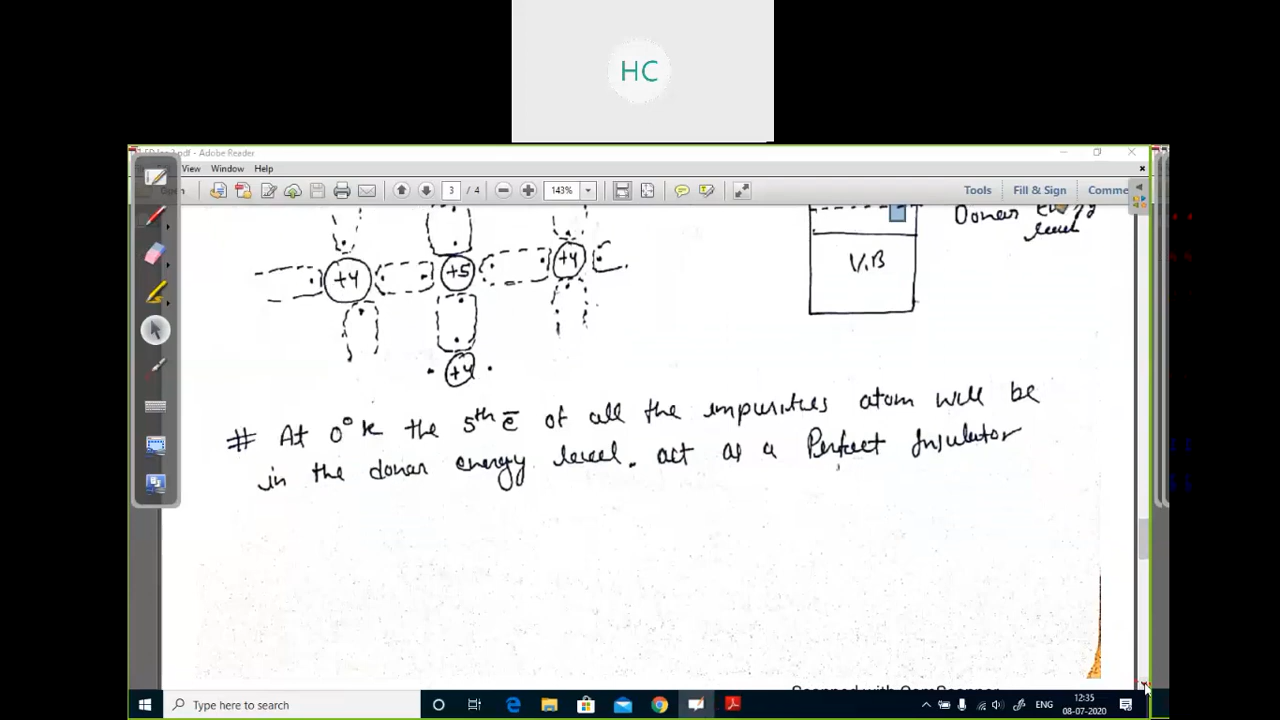 HC
- Adobe Reader
View Window Help
Open 3 / 4 143% Tools Fill & Sign Comme
Donar Energy
level
+4 +5 +4 V.B
+4
# At 0°k the 5th e̅ of all the impurities atom will be
in the donar energy level. act as a Perfect Insulator
Type here to search
ENG 12:35
08-07-2020